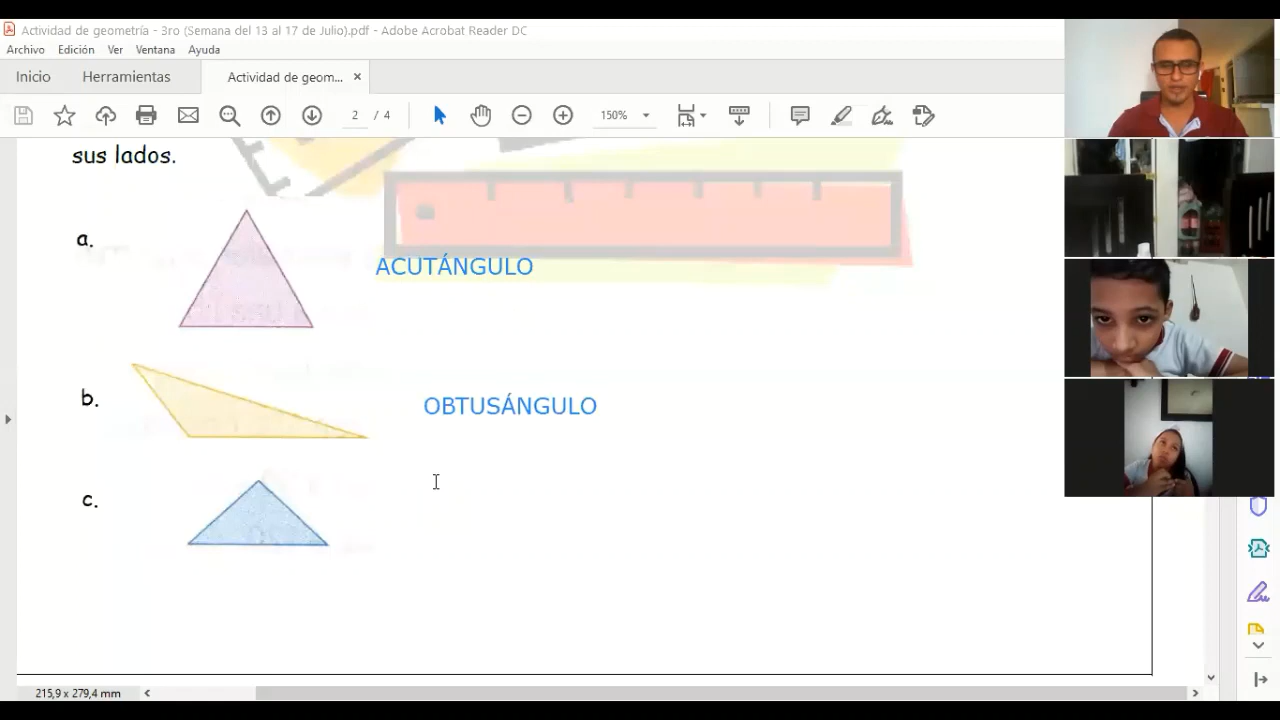 Actividad de geometría - 3ro (Semana del 13 al 17 de Julio).pdf - Adobe Acrobat Reader DC
Archivo Edición Ver Ventana Ayuda
Inicio Herramientas Actividad de geom... ×
2 / 4 150%
sus lados.
a.
ACUTÁNGULO
b.
OBTUSÁNGULO
c.
215,9 x 279,4 mm